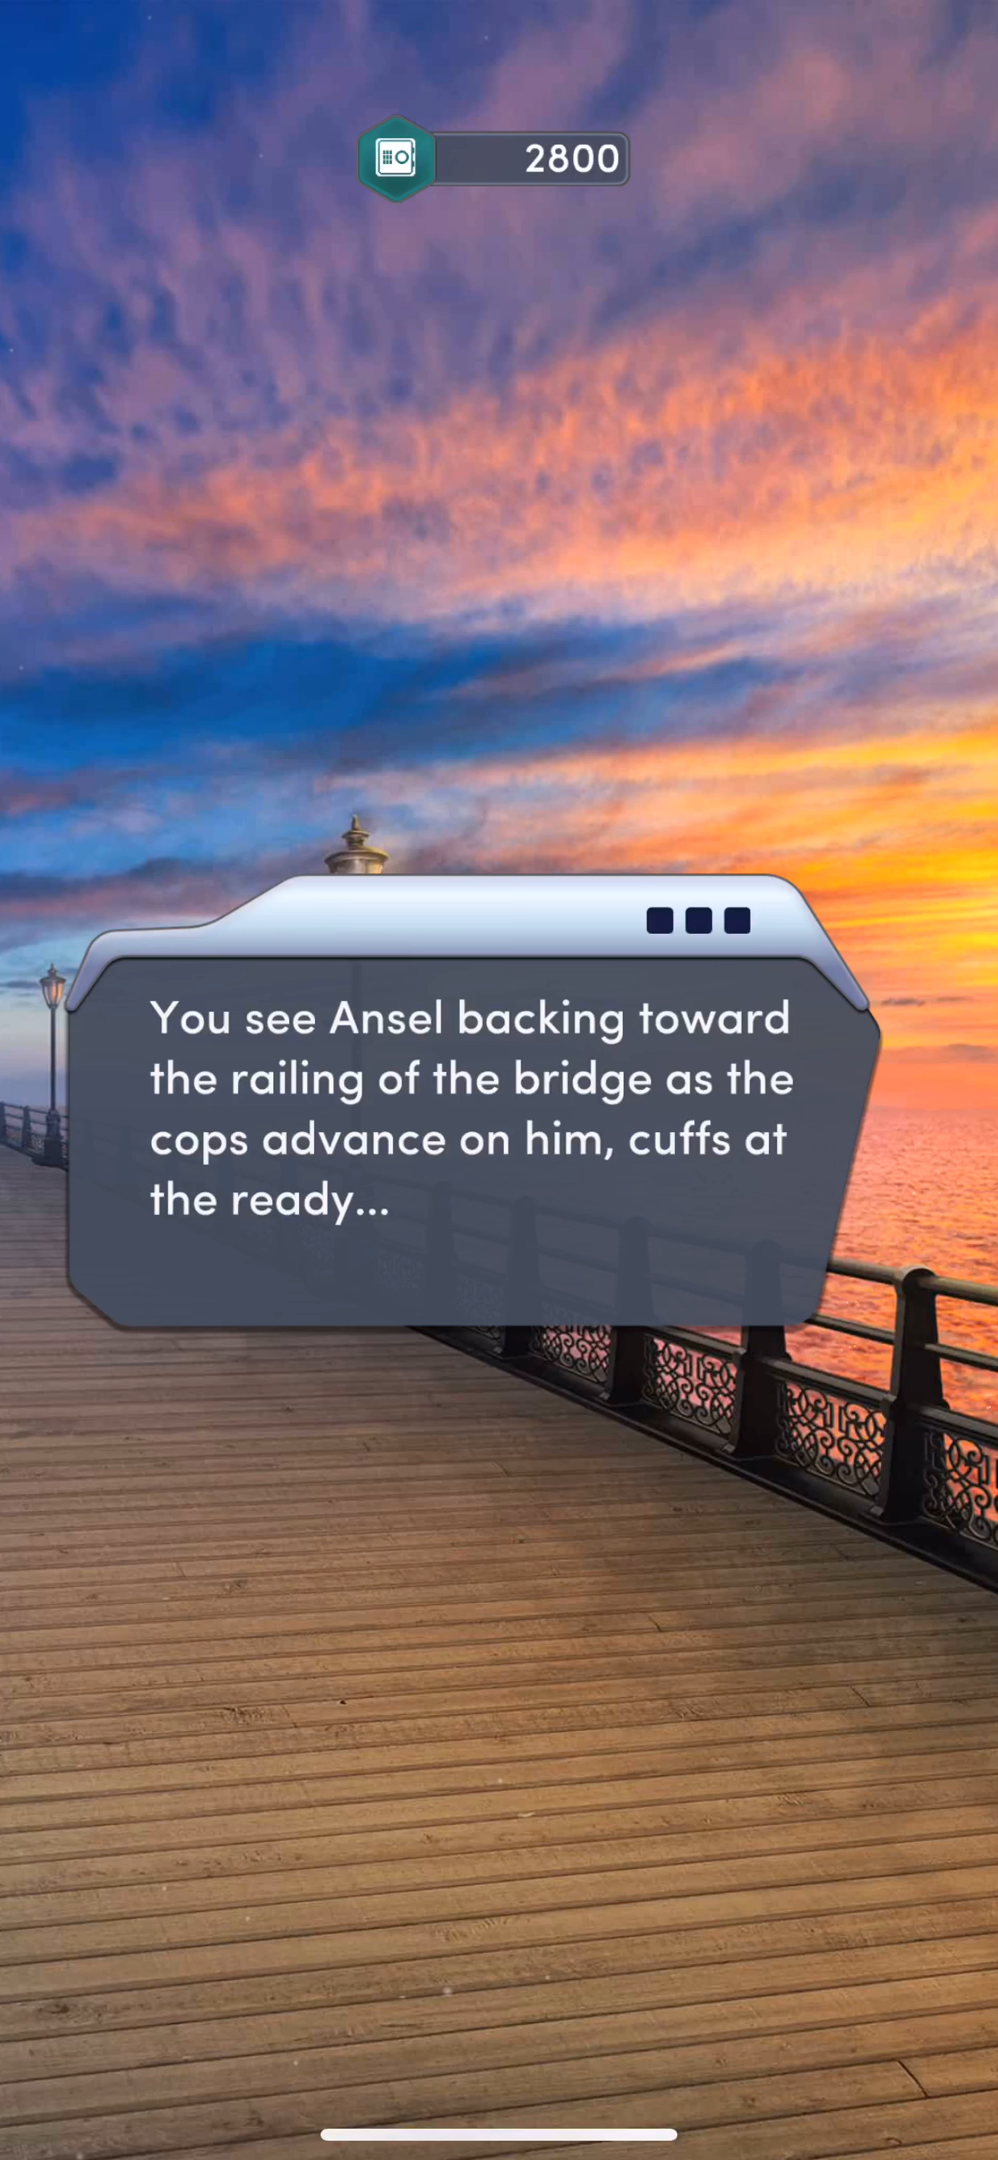 2800
You see Ansel backing toward
the railing of the bridge as the
cops advance on him, cuffs at
the ready...